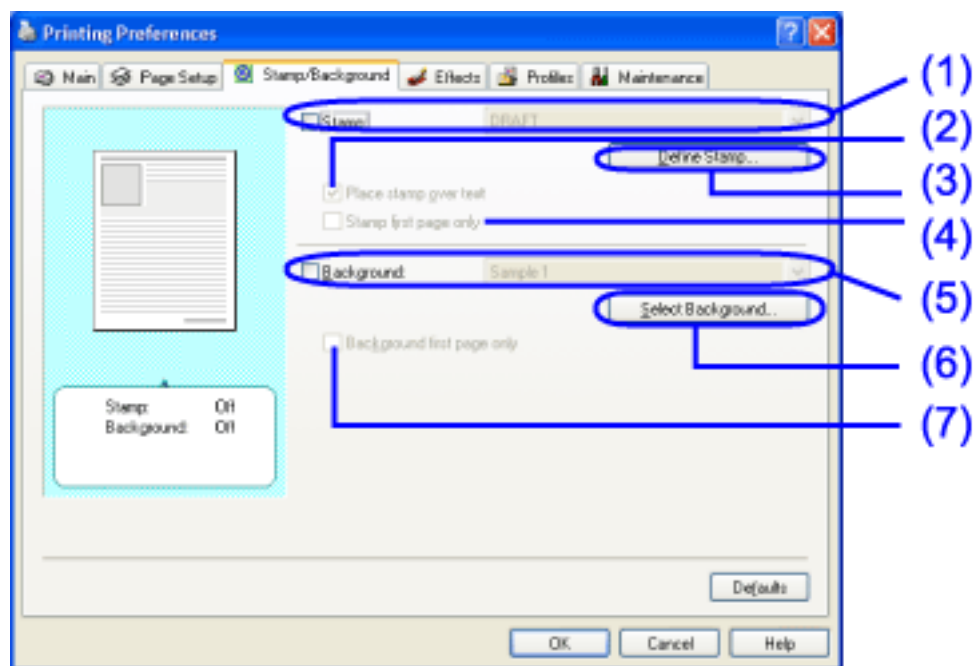 Printing Preferences
Main Page Setup Stamp/Background Effects Profiles Maintenance
(1)
Stamp: DRAFT
(2)
Define Stamp...
(3)
Place stamp over text
Stamp first page only
(4)
Background: Sample 1
(5)
Select Background...
Background first page only
(6)
Stamp: Off
Background: Off
(7)
Defaults
OK Cancel Help